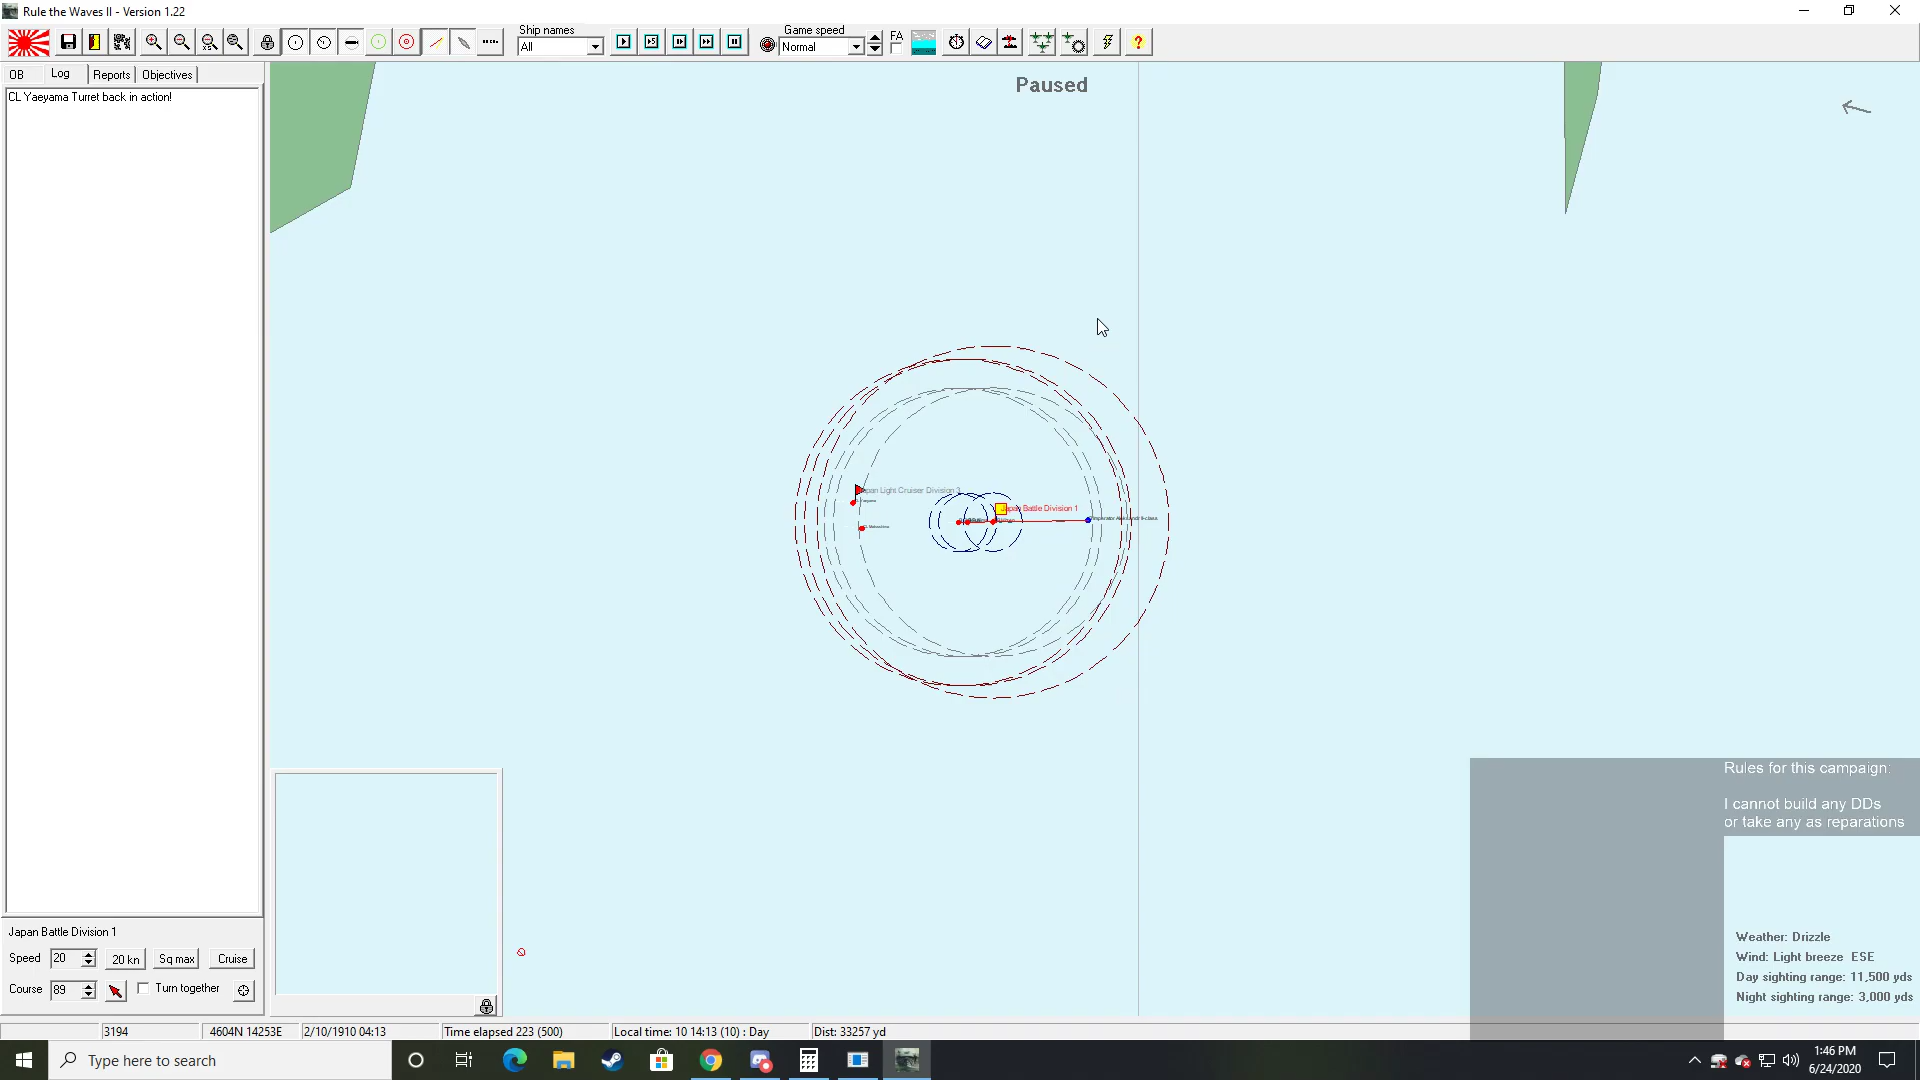 Rule the Waves II - Version 1.22
Ship names
All
Game speed
Normal
FA
OB
Log
Reports
Objectives
CL Yaeyama Turret back in action!
Paused
Japan Battle Division 1
Rules for this campaign:
I cannot build any DDs
or take any as reparations
Weather: Drizzle
Wind: Light breeze ESE
Day sighting range: 11,500 yds
Night sighting range: 3,000 yds
Japan Battle Division 1
Speed
20
20 kn
Sq max
Cruise
Course
89
Turn together
3194
4604N 14253E
2/10/1910 04:13
Time elapsed 223 (500)
Local time: 10 14:13 (10) : Day
Dist: 33257 yd
Type here to search
1:46 PM
6/24/2020